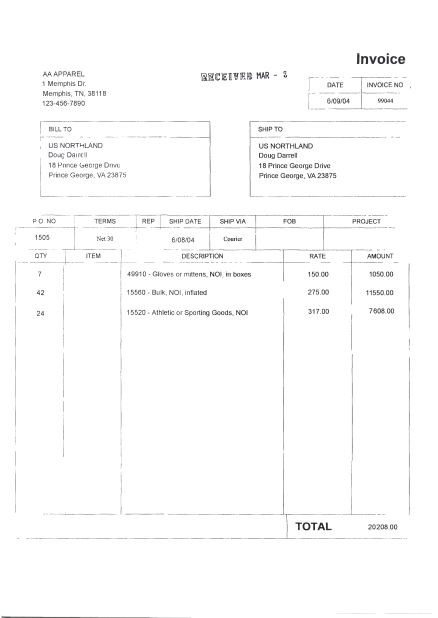 Invoice
AA APPAREL
1 Memphis Dr.
Memphis, TN, 38118
123-456-7890
RECEIVED MAR - 2
DATE INVOICE NO
6/09/04 99044
BILL TO
US NORTHLAND
Doug Darrell
18 Prince George Drive
Prince George, VA 23875
SHIP TO
US NORTHLAND
Doug Darrell
18 Prince George Drive
Prince George, VA 23875
P O NO TERMS REP SHIP DATE SHIP VIA FOB PROJECT
1505 Net 30 6/08/04 Courier
QTY ITEM DESCRIPTION RATE AMOUNT
7 49910 - Gloves or mittens, NOI, in boxes 150.00 1050.00
42 15560 - Bulk, NOI, inflated 275.00 11550.00
24 15520 - Athletic or Sporting Goods, NOI 317.00 7608.00
TOTAL 20208.00